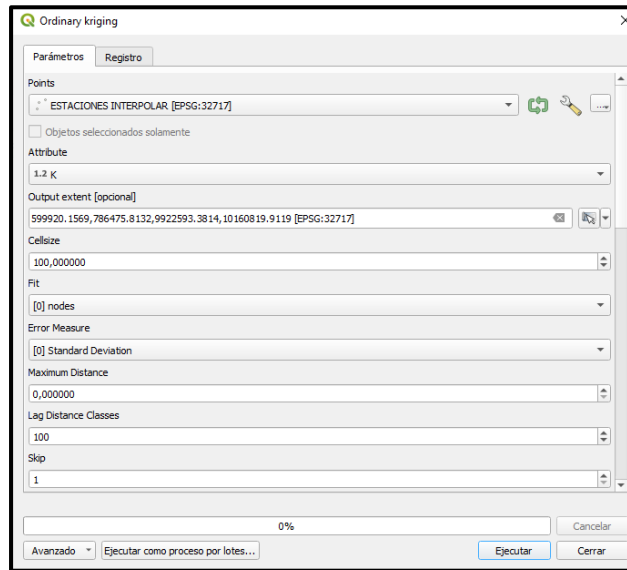 Ordinary kriging
Parámetros Registro
Points
ESTACIONES INTERPOLAR [EPSG:32717]
Objetos seleccionados solamente
Attribute
1.2 K
Output extent [opcional]
599920.1569,786475.8132,9922593.3814,10160819.9119 [EPSG:32717]
Cellsize
100,000000
Fit
[0] nodes
Error Measure
[0] Standard Deviation
Maximum Distance
0,000000
Lag Distance Classes
100
Skip
1
0% Cancelar
Avanzado Ejecutar como proceso por lotes... Ejecutar Cerrar